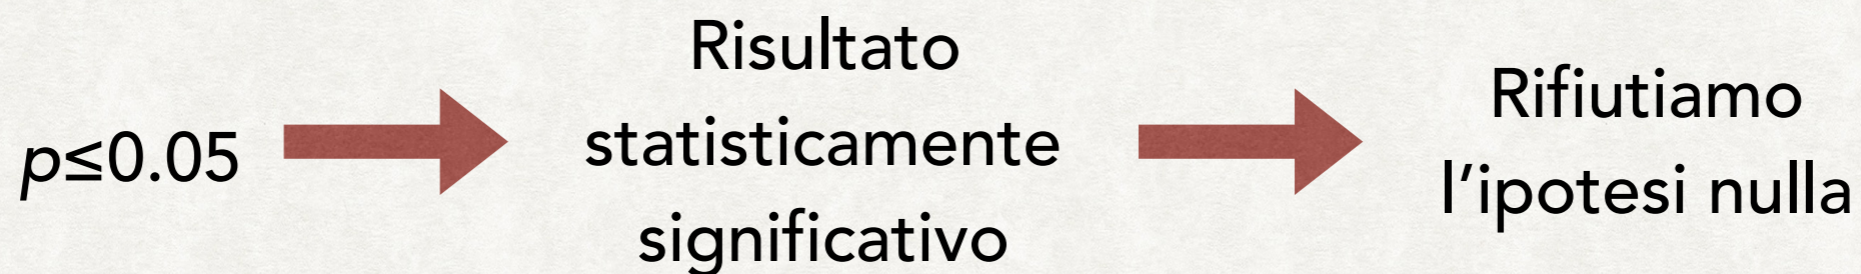 p≤0.05
Risultato
statisticamente
significativo
Rifiutiamo
l’ipotesi nulla